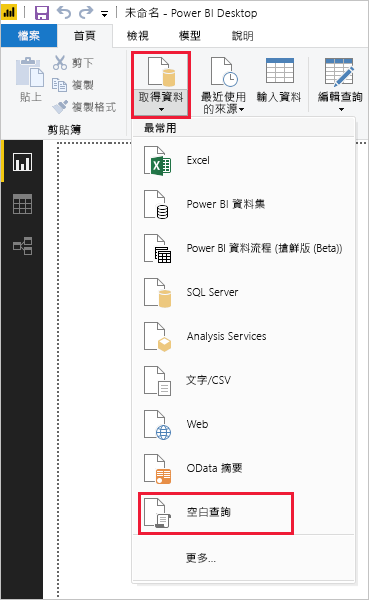 未命名 - Power BI Desktop
檔案 首頁 檢視 模型 說明
貼上
剪下
複製
複製格式
剪貼簿
取得資料
最近使用
的來源
輸入資料
編輯查詢
最常用
Excel
Power BI 資料集
Power BI 資料流程 (搶鮮版 (Beta))
SQL Server
Analysis Services
文字/CSV
Web
OData 摘要
空白查詢
更多...